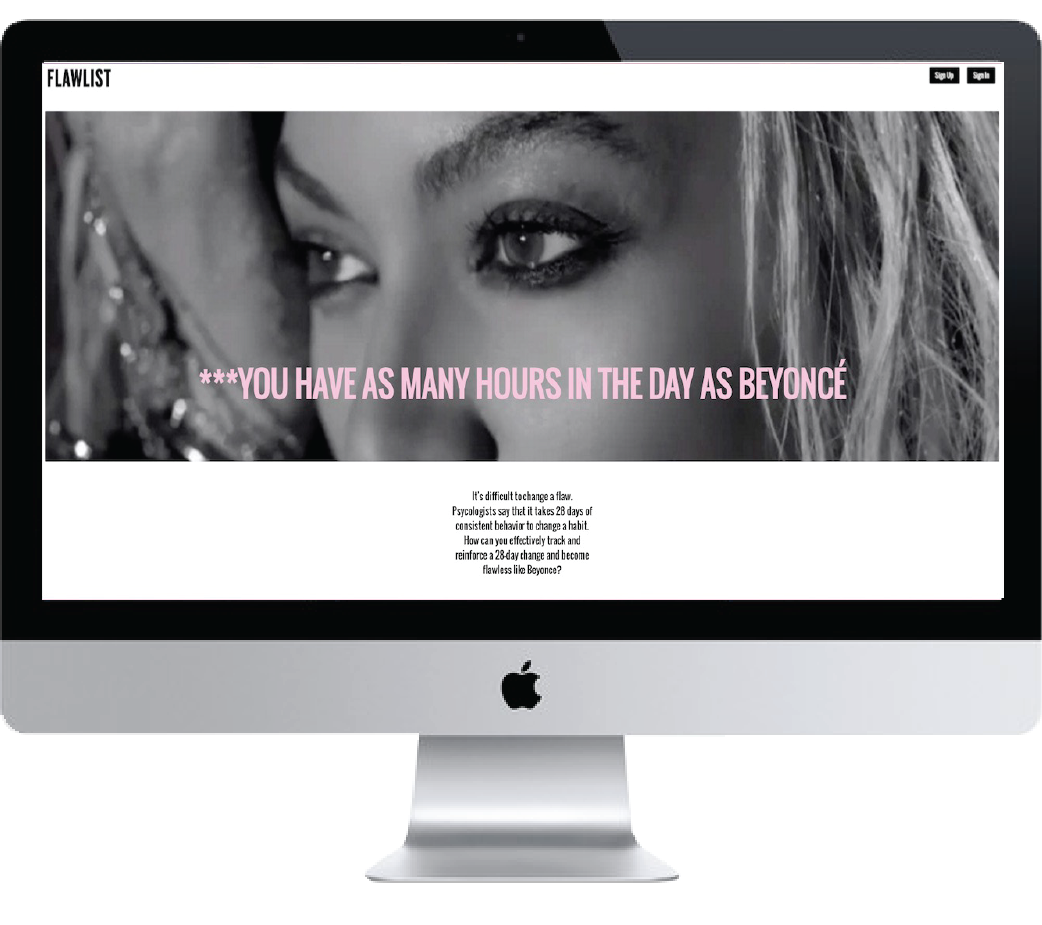 FLAWLIST
Sign Up
Sign In
***YOU HAVE AS MANY HOURS IN THE DAY AS BEYONCÉ
It's difficult to change a flaw.
Psycologists say that it takes 28 days of
consistent behavior to change a habit.
How can you effectively track and
reinforce a 28-day change and become
flawless like Beyonce?